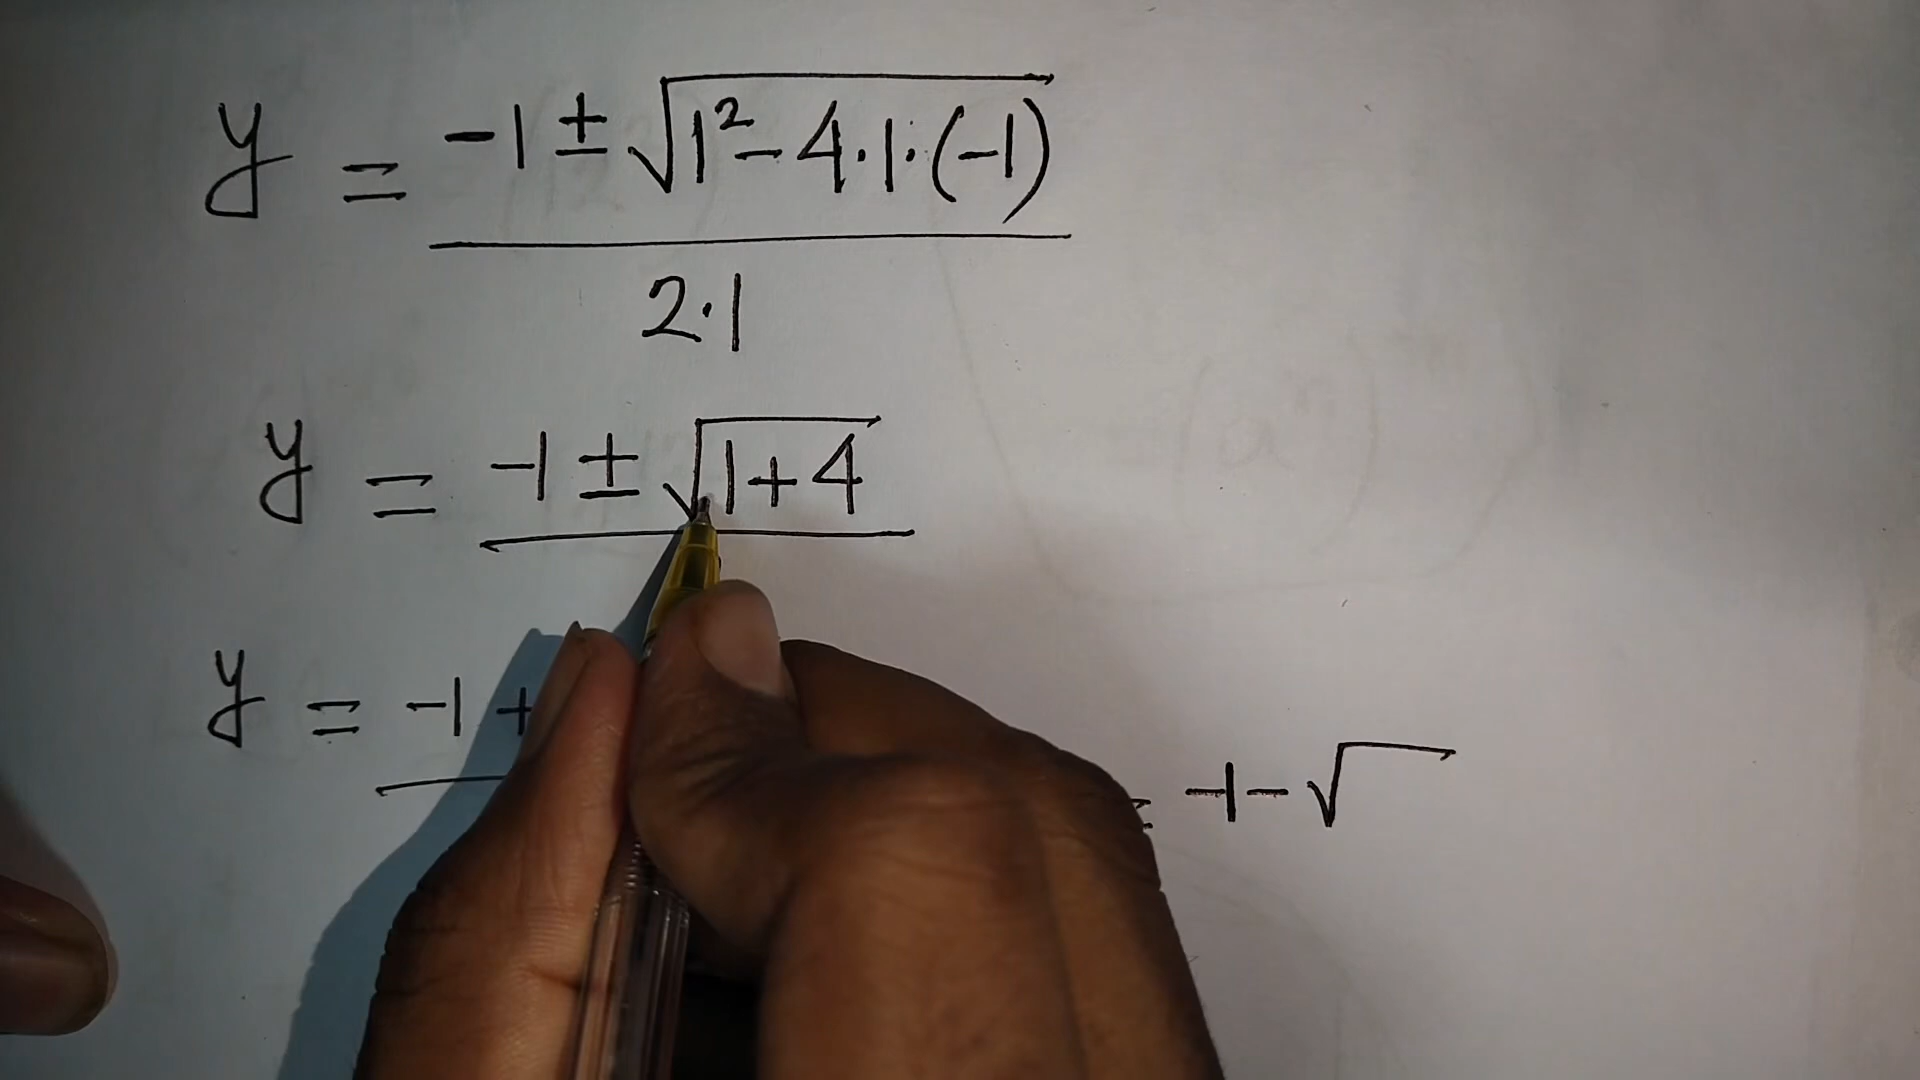 y = -1 ± √1² - 4·1·(-1)
2·1
y = -1 ± √1+4
y = -1 +
= -1 - √